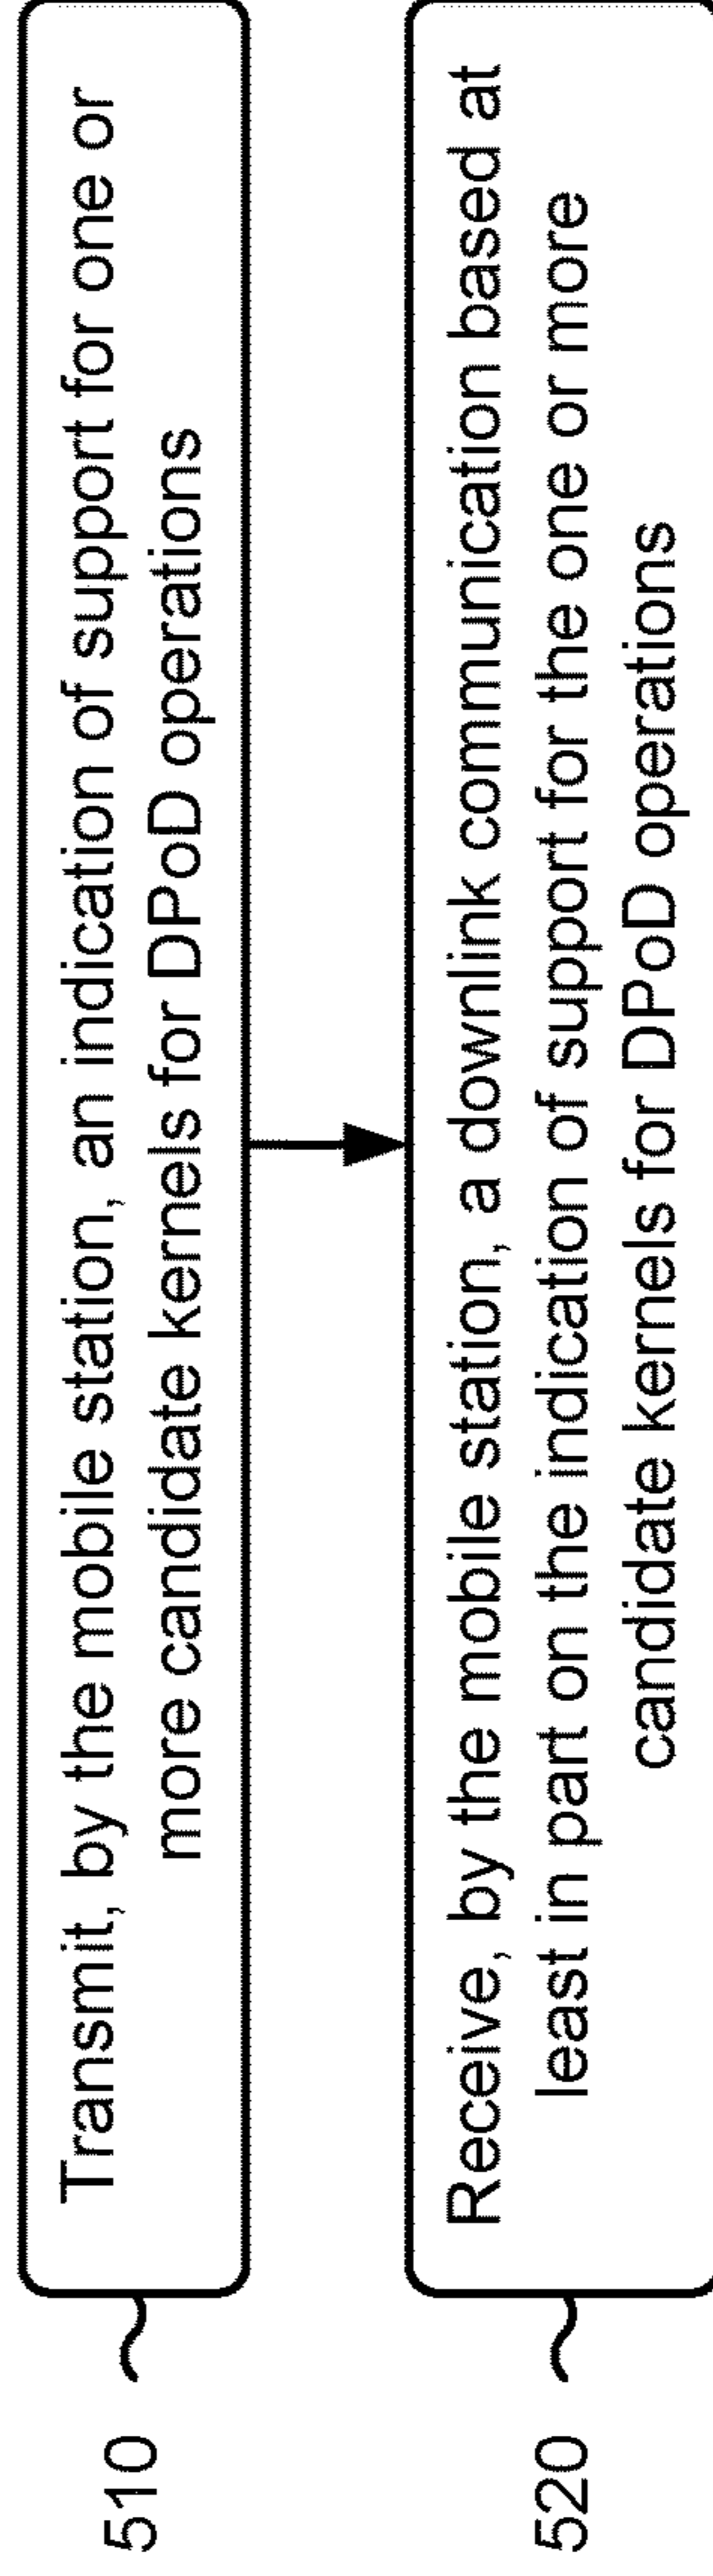 510
Transmit, by the mobile station, an indication of support for one or
more candidate kernels for DPoD operations
520
Receive, by the mobile station, a downlink communication based at
least in part on the indication of support for the one or more
candidate kernels for DPoD operations